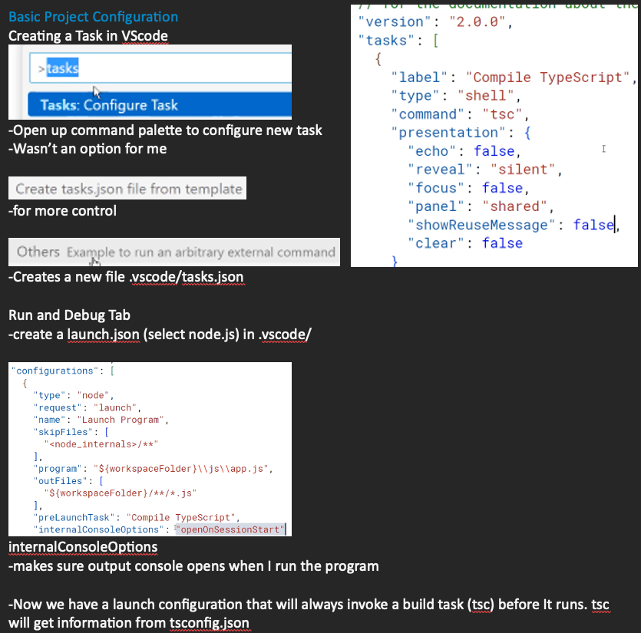 Basic Project Configuration
Creating a Task in VScode
>tasks
Tasks: Configure Task
-Open up command palette to configure new task
-Wasn't an option for me
Create tasks.json file from template
-for more control
Others Example to run an arbitrary external command
-Creates a new file .vscode/tasks.json
Run and Debug Tab
-create a launch.json (select node.js) in .vscode/
"configurations": [
{
"type": "node",
"request": "launch",
"name": "Launch Program",
"skipFiles": [
"<node_internals>/**"
],
"program": "${workspaceFolder}\\js\\app.js",
"outFiles": [
"${workspaceFolder}/**/*.js"
],
"preLaunchTask": "Compile TypeScript",
"internalConsoleOptions": "openOnSessionStart"
internalConsoleOptions
-makes sure output console opens when I run the program
-Now we have a launch configuration that will always invoke a build task (tsc) before It runs. tsc
will get information from tsconfig.json
// for the documentation about the
"version": "2.0.0",
"tasks": [
{
"label": "Compile TypeScript",
"type": "shell",
"command": "tsc",
"presentation": {
"echo": false,
"reveal": "silent",
"focus": false,
"panel": "shared",
"showReuseMessage": false,
"clear": false
}